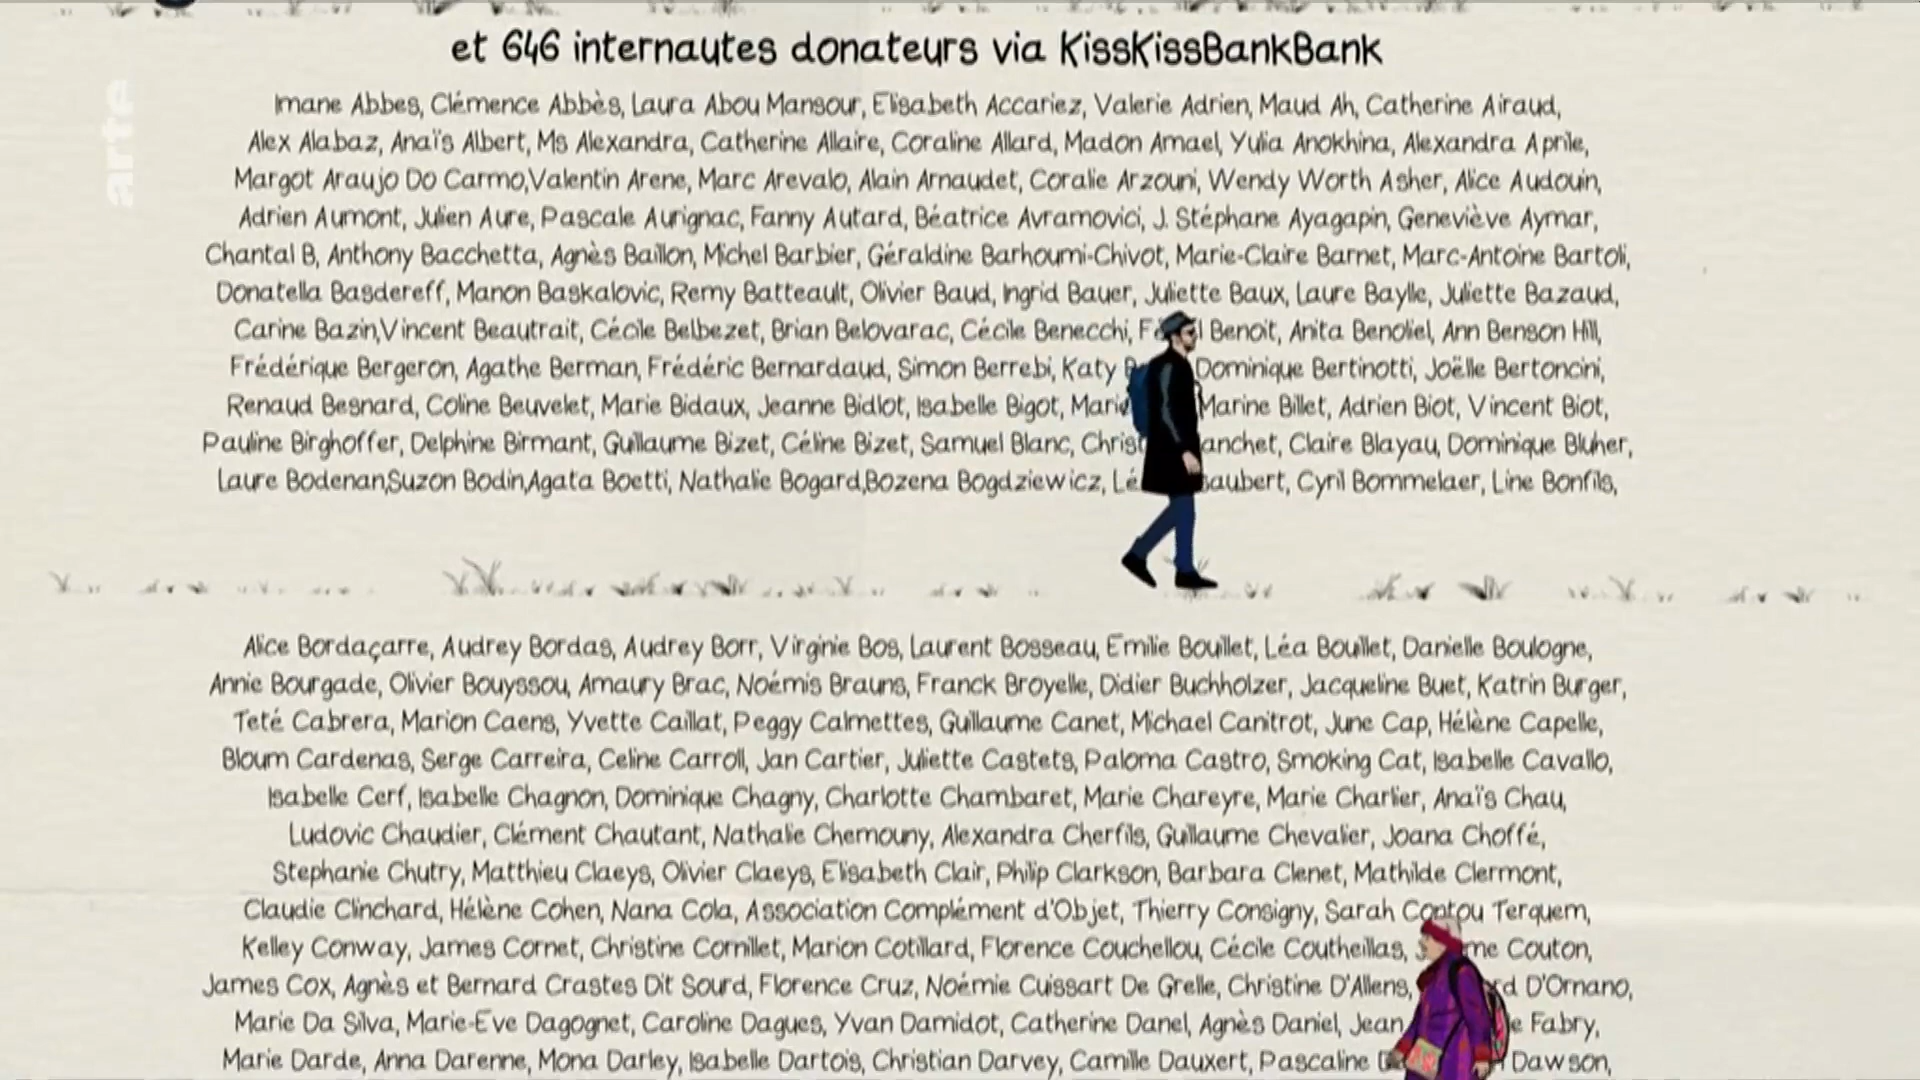 et 646 internautes donateurs via KissKissBankBank
arte
Imane Abbes, Clémence Abbès, Laura Abou Mansour, Elisabeth Accariez, Valerie Adrien, Maud Ah, Catherine Airaud,
Alex Alabaz, Anaïs Albert, Ms Alexandra, Catherine Allaire, Coraline Allard, Madon Amael, Yulia Anokhina, Alexandra Aprile,
Margot Araujo Do Carmo,Valentin Arene, Marc Arevalo, Alain Arnaudet, Coralie Arzouni, Wendy Worth Asher, Alice Audouin,
Adrien Aumont, Julien Aure, Pascale Aurignac, Fanny Autard, Béatrice Avramovici, J. Stéphane Ayagapin, Geneviève Aymar,
Chantal B, Anthony Bacchetta, Agnès Baillon, Michel Barbier, Géraldine Barhoumi-Chivot, Marie-Claire Barnet, Marc-Antoine Bartoli,
Donatella Basdereff, Manon Baskalovic, Remy Batteault, Olivier Baud, Ingrid Bauer, Juliette Baux, Laure Baylle, Juliette Bazaud,
Carine Bazin,Vincent Beautrait, Cécile Belbezet, Brian Belovarac, Cécile Benecchi, Benoit, Anita Benoliel, Ann Benson Hill,
Frédérique Bergeron, Agathe Berman, Frédéric Bernardaud, Simon Berrebi, Katy Dominique Bertinotti, Joëlle Bertoncini,
Renaud Besnard, Coline Beuvelet, Marie Bidaux, Jeanne Bidlot, Isabelle Bigot, Marine Billet, Adrien Biot, Vincent Biot,
Pauline Birghoffer, Delphine Birmant, Guillaume Bizet, Céline Bizet, Samuel Blanc, Claire Blayau, Dominique Bluher,
Laure Bodenan,Suzon Bodin,Agata Boetti, Nathalie Bogard,Bozena Bogdziewicz, Cyril Bommelaer, Line Bonfils,
Alice Bordaçarre, Audrey Bordas, Audrey Borr, Virginie Bos, Laurent Bosseau, Emilie Bouillet, Léa Bouillet, Danielle Boulogne,
Annie Bourgade, Olivier Bouyssou, Amaury Brac, Noémis Brauns, Franck Broyelle, Didier Buchholzer, Jacqueline Buet, Katrin Burger,
Teté Cabrera, Marion Caens, Yvette Caillat, Peggy Calmettes, Guillaume Canet, Michael Canitrot, June Cap, Hélène Capelle,
Bloum Cardenas, Serge Carreira, Celine Carroll, Jan Cartier, Juliette Castets, Paloma Castro, Smoking Cat, Isabelle Cavallo,
Isabelle Cerf, Isabelle Chagnon, Dominique Chagny, Charlotte Chambaret, Marie Chareyre, Marie Charlier, Anaïs Chau,
Ludovic Chaudier, Clément Chautant, Nathalie Chemouny, Alexandra Cherfils, Guillaume Chevalier, Joana Choffé,
Stephanie Chutry, Matthieu Claeys, Olivier Claeys, Elisabeth Clair, Philip Clarkson, Barbara Clenet, Mathilde Clermont,
Claudie Clinchard, Hélène Cohen, Nana Cola, Association Complément d'Objet, Thierry Consigny, Sarah Contou Terquem,
Kelley Conway, James Cornet, Christine Cornillet, Marion Cotillard, Florence Couchellou, Cécile Coutheillas, Couton,
James Cox, Agnès et Bernard Crastes Dit Sourd, Florence Cruz, Noémie Cuissart De Grelle, Christine D'Allens, D'Ornano,
Marie Da Silva, Marie-Eve Dagognet, Caroline Dagues, Yvan Damidot, Catherine Danel, Agnès Daniel, Jean Fabry,
Marie Darde, Anna Darenne, Mona Darley, Isabelle Dartois, Christian Darvey, Camille Dauxert, Pascaline Dawson,